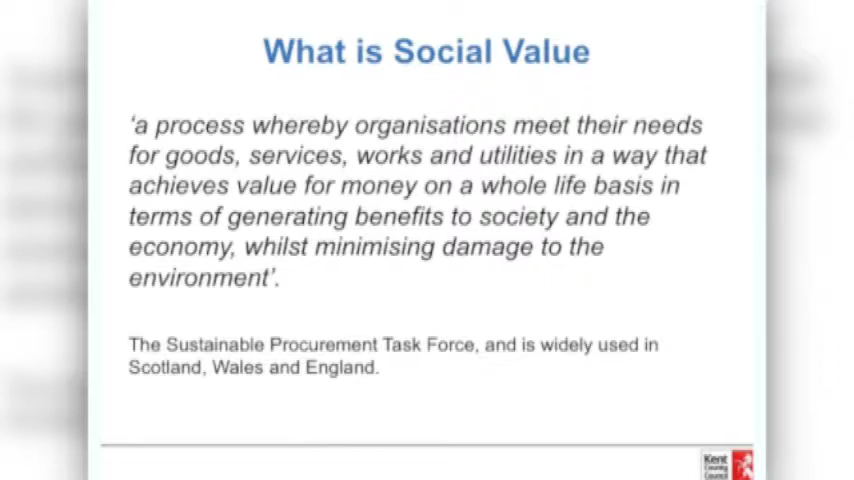 What is Social Value
‘a process whereby organisations meet their needs
for goods, services, works and utilities in a way that
achieves value for money on a whole life basis in
terms of generating benefits to society and the
economy, whilst minimising damage to the
environment’.
The Sustainable Procurement Task Force, and is widely used in
Scotland, Wales and England.
Kent
County
Council